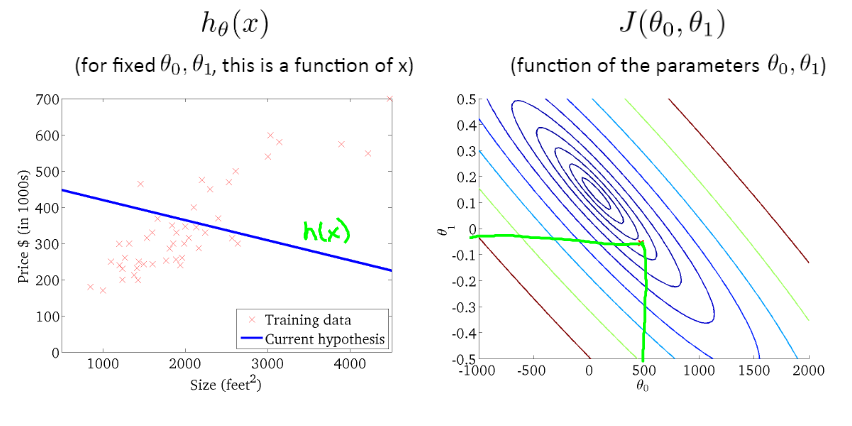 hθ(x)
(for fixed θ0, θ1, this is a function of x)
700
600
500
400
300
200
100
0
Price $ (in 1000s)
1000
2000
3000
4000
Size (feet²)
h(x)
Training data
Current hypothesis
J(θ0, θ1)
(function of the parameters θ0, θ1)
0.5
0.4
0.3
0.2
0.1
0
-0.1
-0.2
-0.3
-0.4
-0.5
θ1
-1000
-500
0
500
1000
1500
2000
θ0